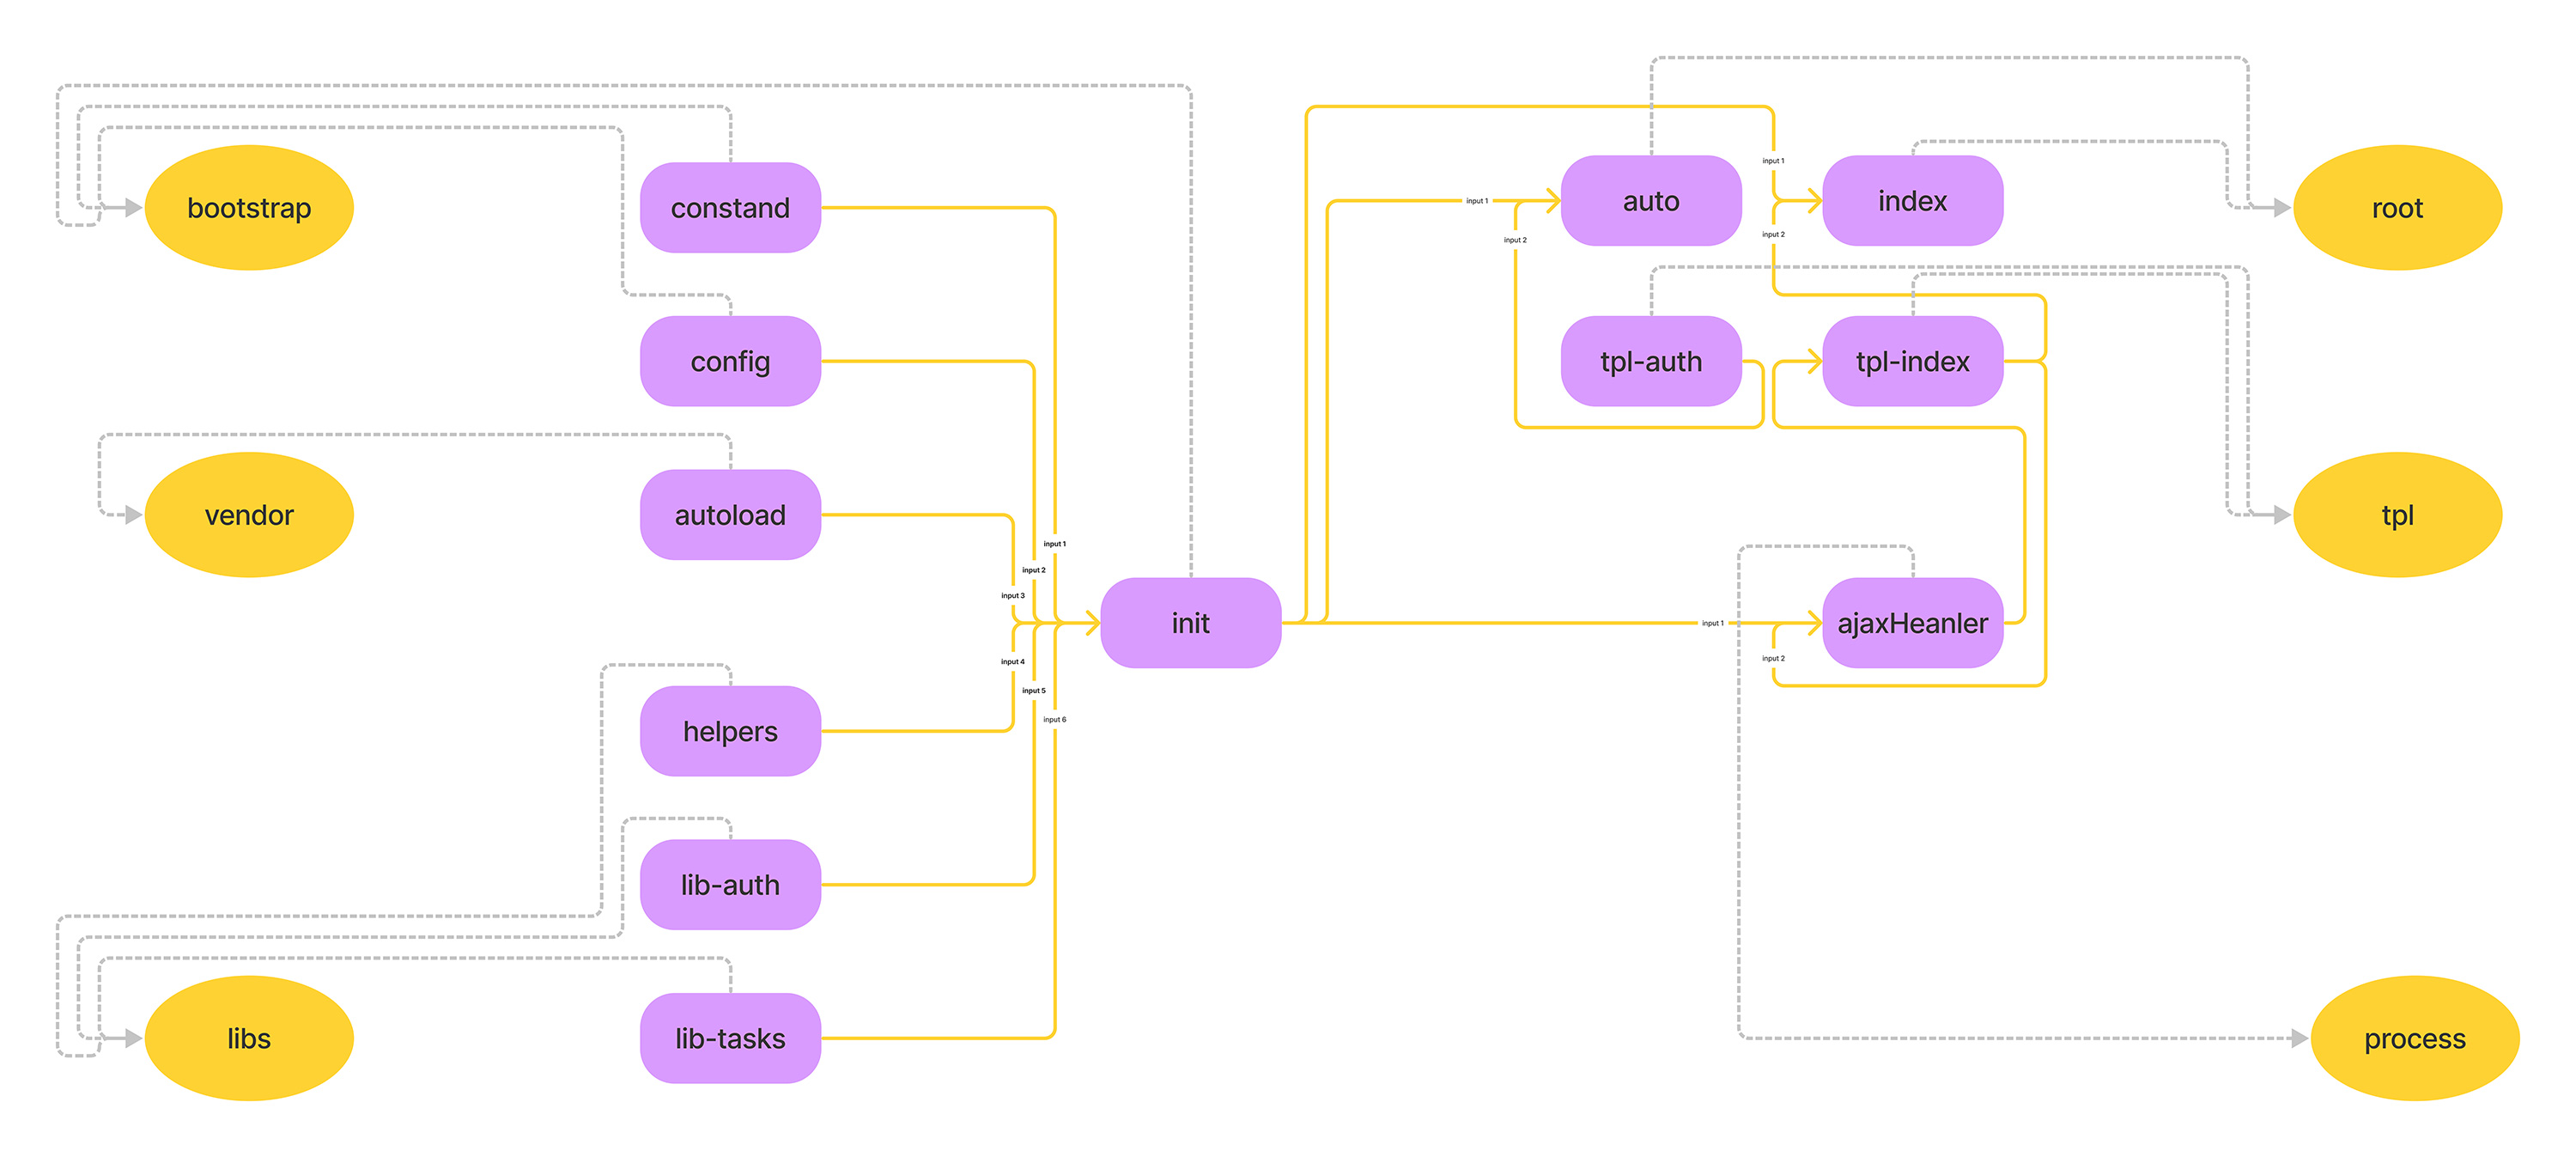 bootstrap
constand
auto
index
root
config
tpl-auth
tpl-index
vendor
autoload
tpl
init
ajaxHeanler
helpers
lib-auth
libs
lib-tasks
process
input 1
input 2
input 3
input 4
input 5
input 6
input 1
input 2
input 1
input 2
input 1
input 2